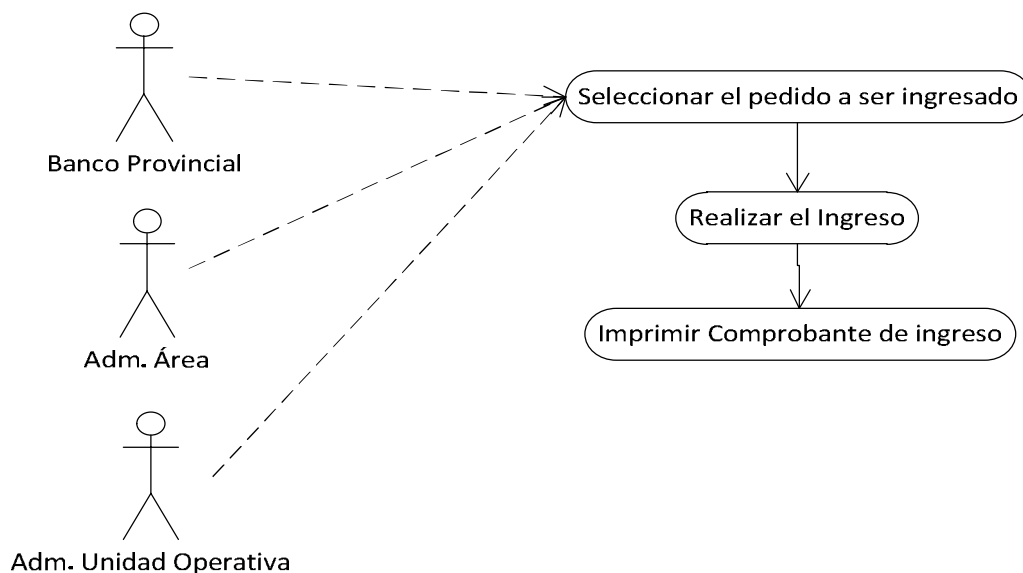 Banco Provincial
Adm. Área
Adm. Unidad Operativa
Seleccionar el pedido a ser ingresado
Realizar el Ingreso
Imprimir Comprobante de ingreso